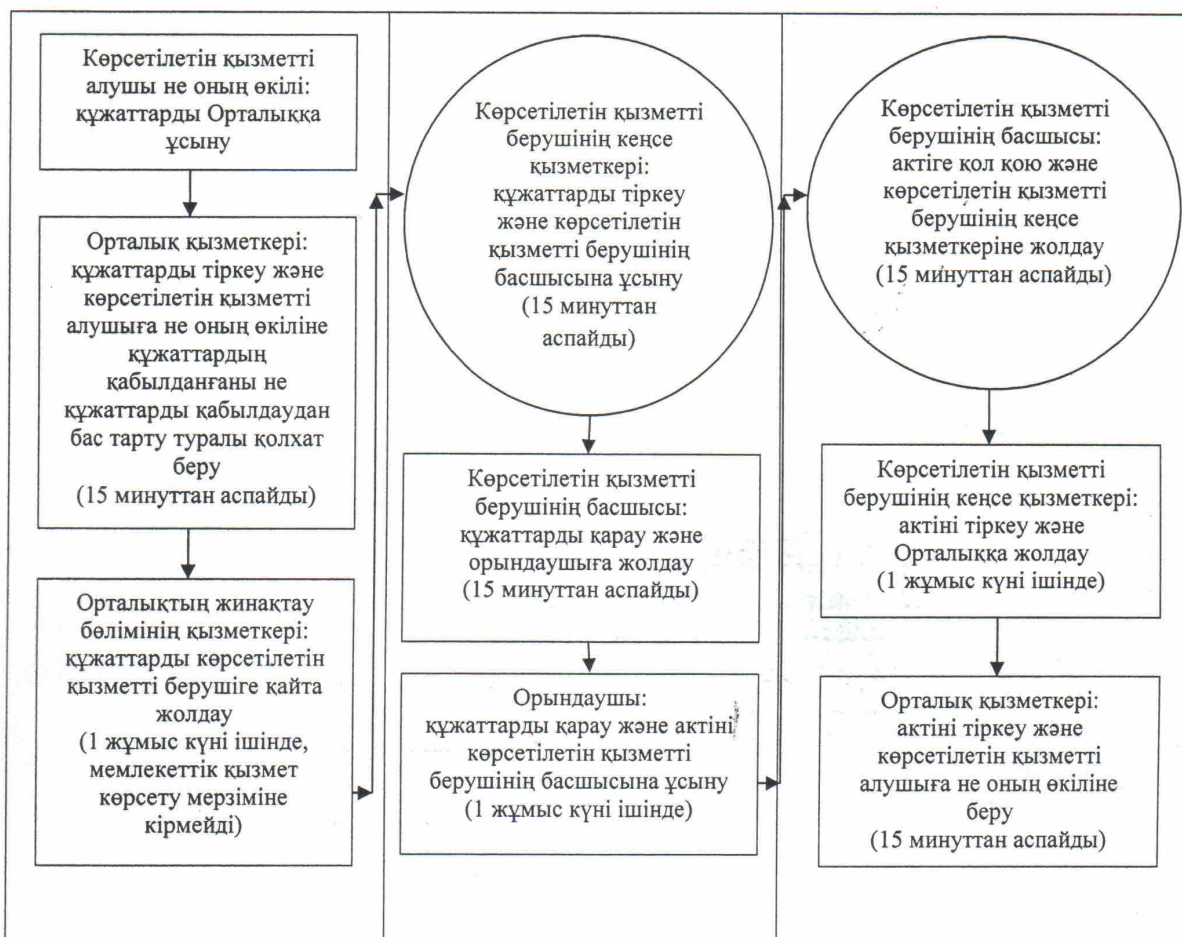 Көрсетілетін қызметті
алушы не оның өкілі:
құжаттарды Орталыққа
ұсыну
Орталық қызметкері:
құжаттарды тіркеу және
көрсетілетін қызметті
алушыға не оның өкіліне
құжаттардың
қабылданғаны не
құжаттарды қабылдаудан
бас тарту туралы қолхат
беру
(15 минуттан аспайды)
Орталықтың жинақтау
бөлімінің қызметкері:
құжаттарды көрсетілетін
қызметті берушіге қайта
жолдау
(1 жұмыс күні ішінде,
мемлекеттік қызмет
көрсету мерзіміне
кірмейді)
Көрсетілетін қызметті
берушінің кеңсе
қызметкері:
құжаттарды тіркеу
және көрсетілетін
қызметті берушінің
басшысына ұсыну
(15 минуттан
аспайды)
Көрсетілетін қызметті
берушінің басшысы:
құжаттарды қарау және
орындаушыға жолдау
(15 минуттан аспайды)
Орындаушы:
құжаттарды қарау және актіні
көрсетілетін қызметті
берушінің басшысына ұсыну
(1 жұмыс күні ішінде)
Көрсетілетін қызметті
берушінің басшысы:
актіге қол қою және
көрсетілетін қызметті
берушінің кеңсе
қызметкеріне жолдау
(15 минуттан аспайды)
Көрсетілетін қызметті
берушінің кеңсе қызметкері:
актіні тіркеу және
Орталыққа жолдау
(1 жұмыс күні ішінде)
Орталық қызметкері:
актіні тіркеу және
көрсетілетін қызметті
алушыға не оның өкіліне
беру
(15 минуттан аспайды)